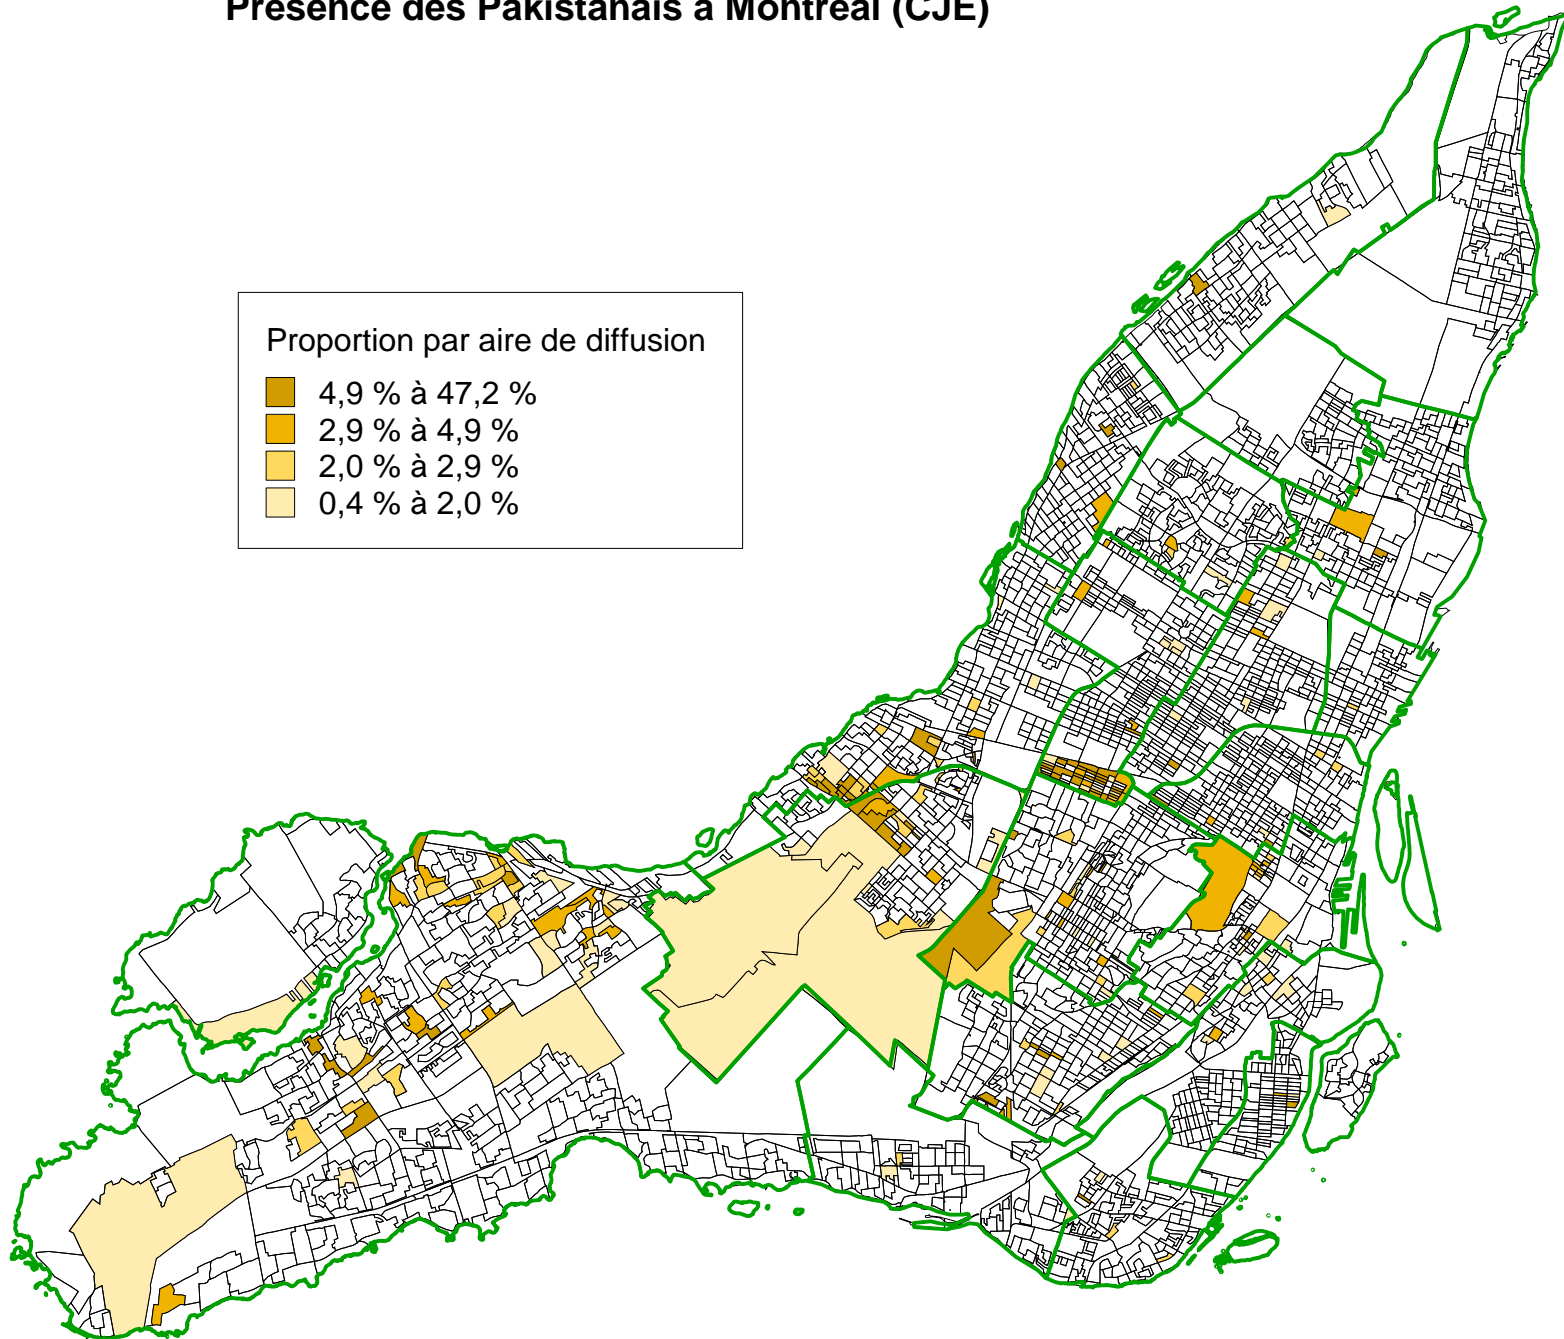 Présence des Pakistanais à Montréal (CJE)
Proportion par aire de diffusion
4,9 % à 47,2 %
2,9 % à 4,9 %
2,0 % à 2,9 %
0,4 % à 2,0 %